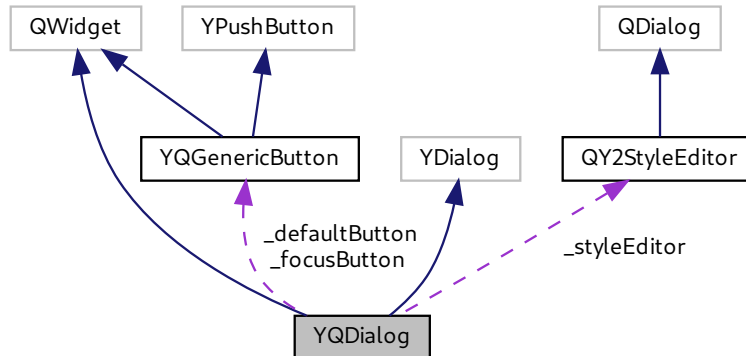 QWidget
YPushButton
QDialog
YQGenericButton
YDialog
QY2StyleEditor
_defaultButton
_focusButton
_styleEditor
YQDialog